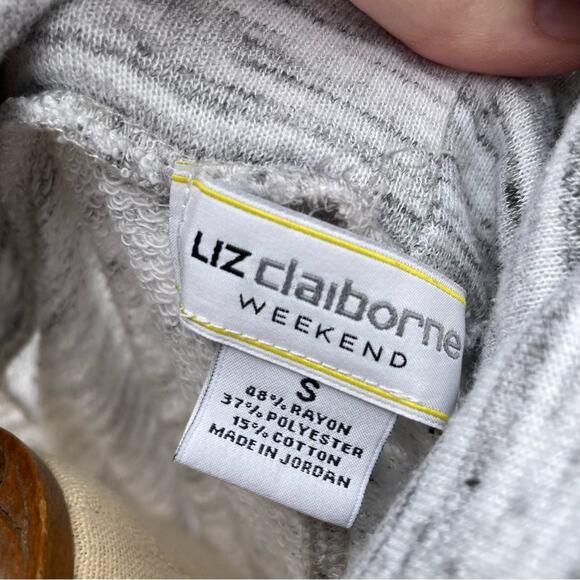 LIZ claiborne
WEEKEND
S
48% RAYON
37% POLYESTER
15% COTTON
MADE IN JORDAN